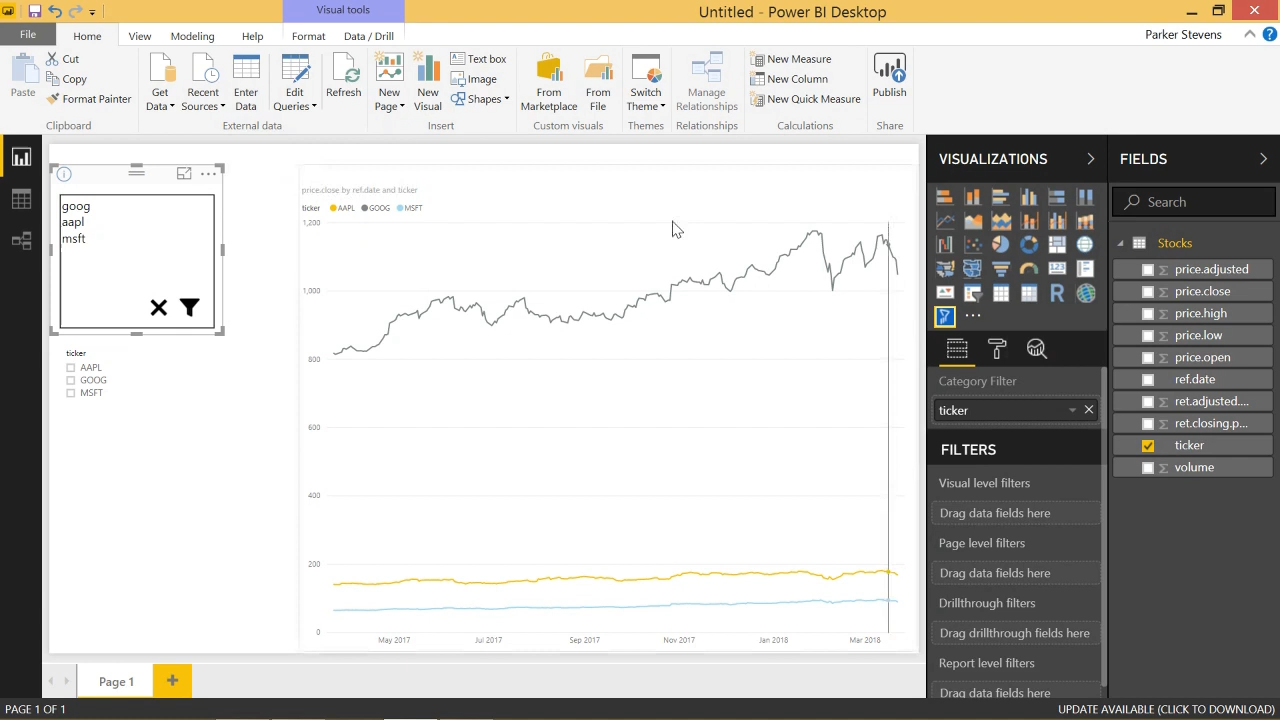 Visual tools
Untitled - Power BI Desktop
File
Home
View
Modeling
Help
Format
Data / Drill
Parker Stevens
Paste
Cut
Copy
Format Painter
Clipboard
Get Data
Recent Sources
Enter Data
Edit Queries
Refresh
External data
New Page
New Visual
Text box
Image
Shapes
Insert
From Marketplace
From File
Custom visuals
Switch Theme
Themes
Manage Relationships
Relationships
New Measure
New Column
New Quick Measure
Calculations
Publish
Share
goog
aapl
msft
ticker
AAPL
GOOG
MSFT
price.close by ref.date and ticker
ticker AAPL GOOG MSFT
1,200
1,000
800
600
400
200
0
May 2017
Jul 2017
Sep 2017
Nov 2017
Jan 2018
Mar 2018
VISUALIZATIONS
123
R
Category Filter
ticker
FILTERS
Visual level filters
Drag data fields here
Page level filters
Drag data fields here
Drillthrough filters
Drag drillthrough fields here
Report level filters
Drag data fields here
FIELDS
Search
Stocks
price.adjusted
price.close
price.high
price.low
price.open
ref.date
ret.adjusted....
ret.closing.p...
ticker
volume
Page 1
PAGE 1 OF 1
UPDATE AVAILABLE (CLICK TO DOWNLOAD)